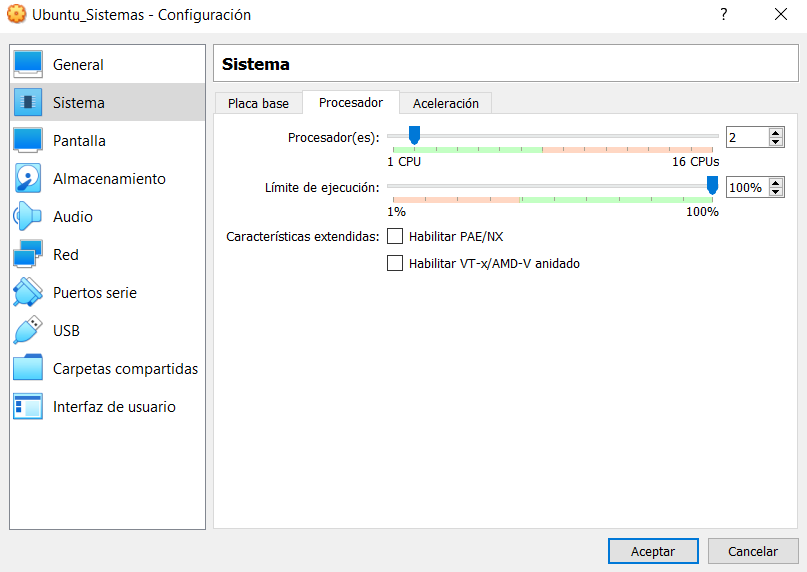 Ubuntu_Sistemas - Configuración
?
General
Sistema
Pantalla
Almacenamiento
Audio
Red
Puertos serie
USB
Carpetas compartidas
Interfaz de usuario
Sistema
Placa base
Procesador
Aceleración
Procesador(es):
2
1 CPU
16 CPUs
Límite de ejecución:
100%
1%
100%
Características extendidas:
Habilitar PAE/NX
Habilitar VT-x/AMD-V anidado
Aceptar
Cancelar